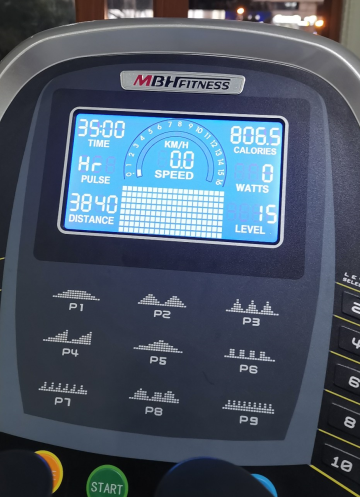 MBHFITNESS
35:00
TIME
KM/H
0.0
SPEED
806.5
CALORIES
Hr
PULSE
0
WATTS
3840
DISTANCE
15
LEVEL
0 1 2 3 4 5 6 7 8 9 10 11 12 13 14 15 16
P1
P2
P3
P4
P5
P6
P7
P8
P9
2
4
6
8
10
START